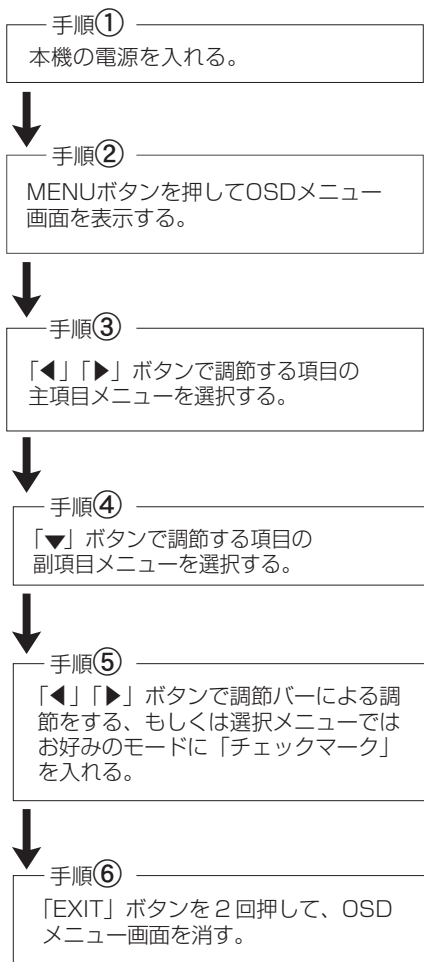 手順①
本機の電源を入れる。
手順②
MENUボタンを押してOSDメニュー
画面を表示する。
手順③
「◀」「▶」ボタンで調節する項目の
主項目メニューを選択する。
手順④
「▼」ボタンで調節する項目の
副項目メニューを選択する。
手順⑤
「◀」「▶」ボタンで調節バーによる調
節をする、もしくは選択メニューでは
お好みのモードに「チェックマーク」
を入れる。
手順⑥
「EXIT」ボタンを2回押して、OSD
メニュー画面を消す。